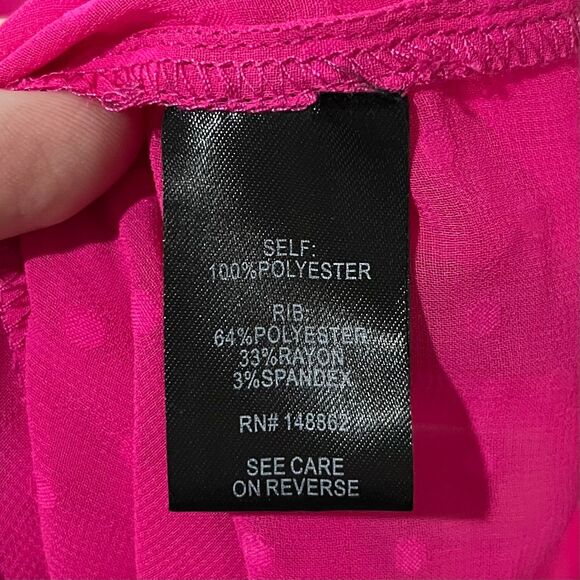 SELF:
100%POLYESTER
RIB:
64%POLYESTER
33%RAYON
3%SPANDEX
RN# 148862
SEE CARE
ON REVERSE